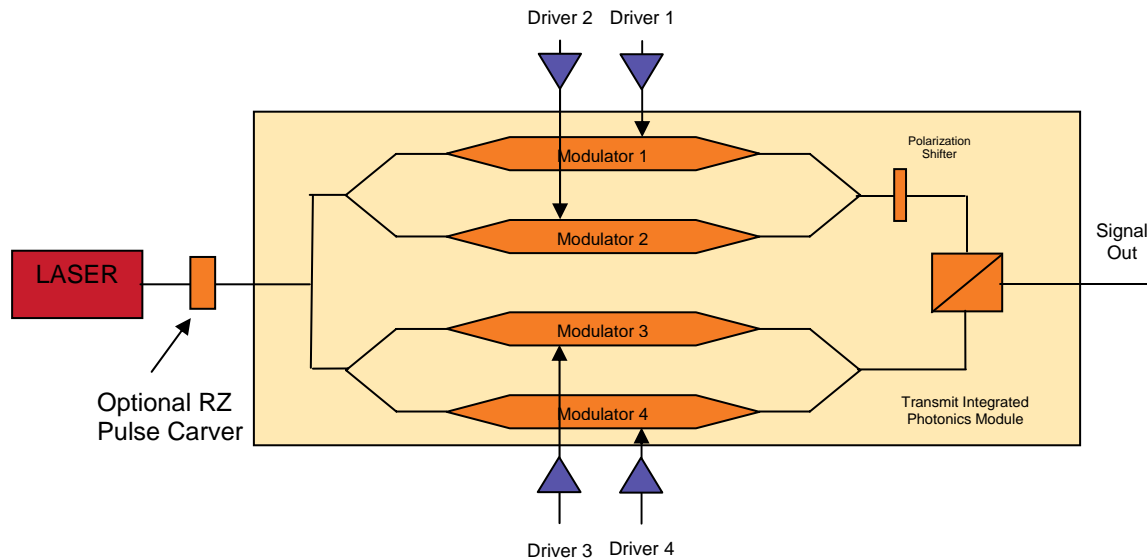 Driver 2
Driver 1
Modulator 1
Polarization
Shifter
Modulator 2
Signal
Out
LASER
Modulator 3
Optional RZ
Pulse Carver
Modulator 4
Transmit Integrated
Photonics Module
Driver 3
Driver 4